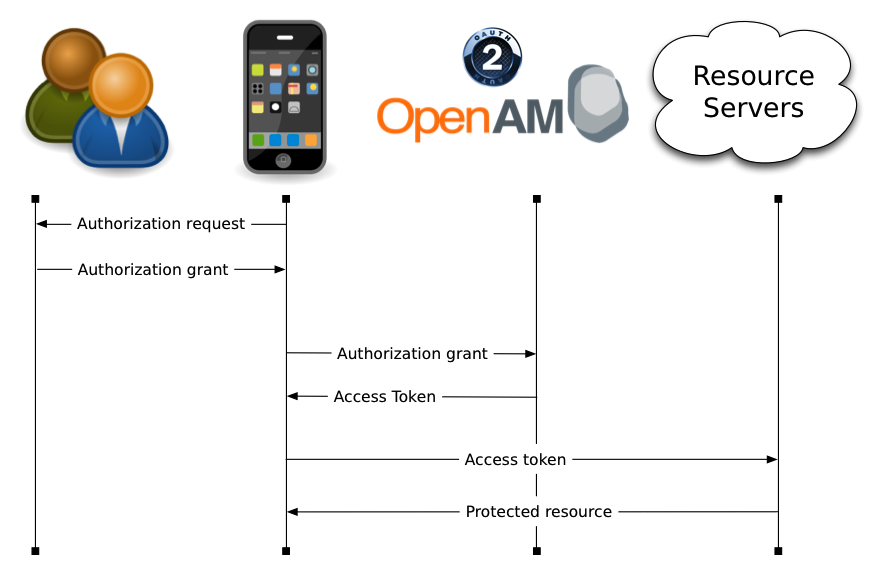 OAUTH
2
OpenAM
Resource
Servers
Authorization request
Authorization grant
Authorization grant
Access Token
Access token
Protected resource